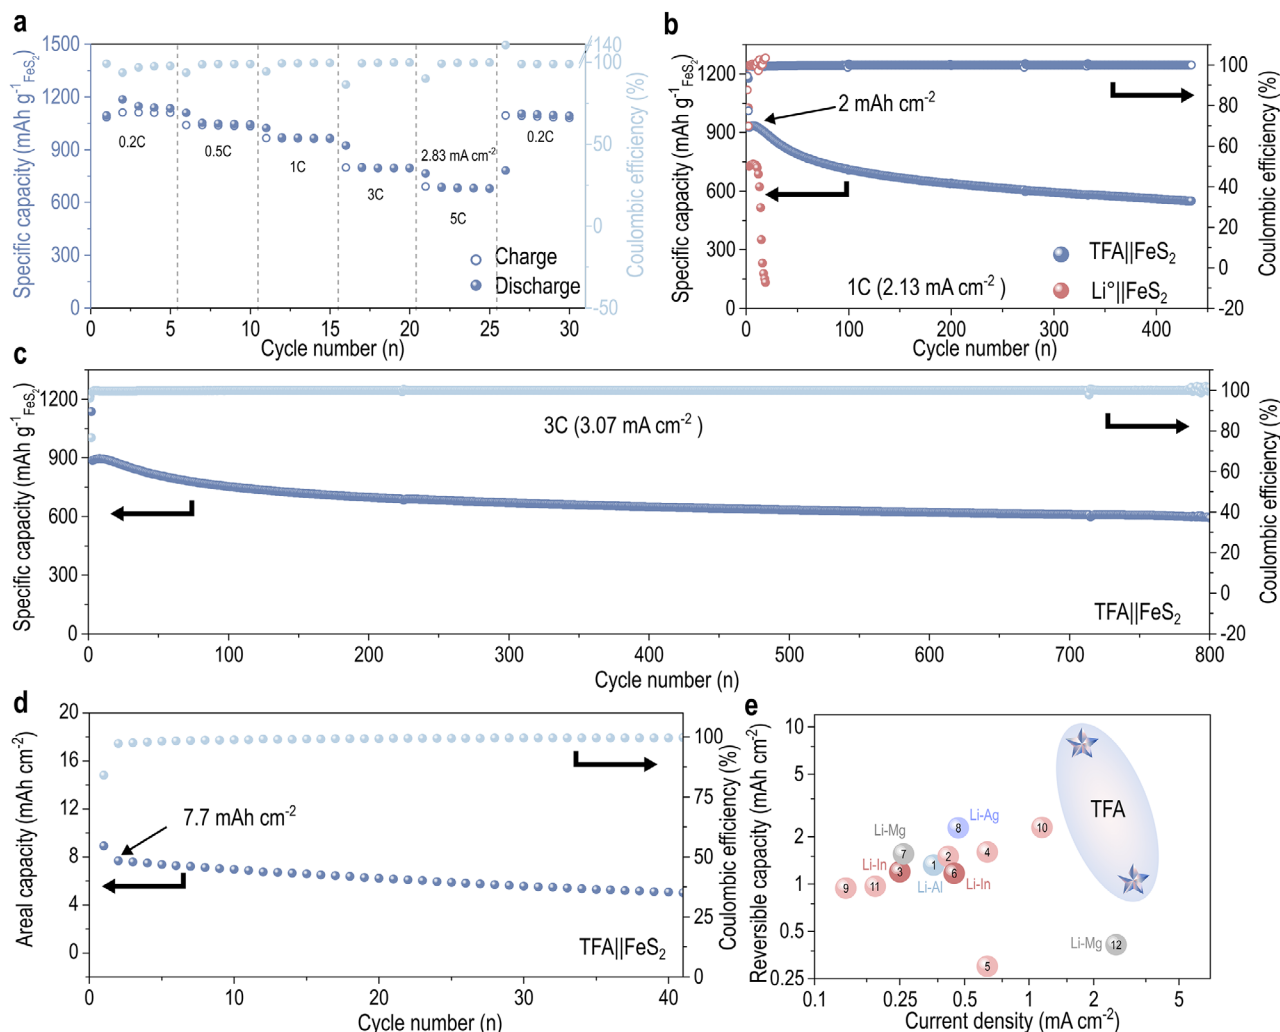 a
1500
1200
900
600
300
0
Specific capacity (mAh g⁻¹FeS₂)
0.2C
0.5C
1C
3C
2.83 mA cm⁻²
5C
0.2C
Charge
Discharge
140
100
50
0
-50
Coulombic efficiency (%)
0 5 10 15 20 25 30
Cycle number (n)
b
1200
900
600
300
0
Specific capacity (mAh g⁻¹FeS₂)
2 mAh cm⁻²
TFA||FeS₂
Li°||FeS₂
1C (2.13 mA cm⁻² )
100
80
60
40
20
0
-20
Coulombic efficiency (%)
0 100 200 300 400
Cycle number (n)
c
1200
900
600
300
0
Specific capacity (mAh g⁻¹FeS₂)
3C (3.07 mA cm⁻² )
TFA||FeS₂
100
80
60
40
20
0
-20
Coulombic efficiency (%)
0 100 200 300 400 500 600 700 800
Cycle number (n)
d
20
16
12
8
4
0
Areal capacity (mAh cm⁻²)
7.7 mAh cm⁻²
TFA||FeS₂
100
75
50
25
0
Coulombic efficiency (%)
0 10 20 30 40
Cycle number (n)
e
10
5
2
1
0.5
0.25
Reversible capacity (mAh cm⁻²)
TFA
Li-Ag
8
10
Li-Mg
7
2
4
Li-In
3
1
6
Li-Al
Li-In
9
11
Li-Mg
12
5
0.1 0.25 0.5 1 2 5
Current density (mA cm⁻²)